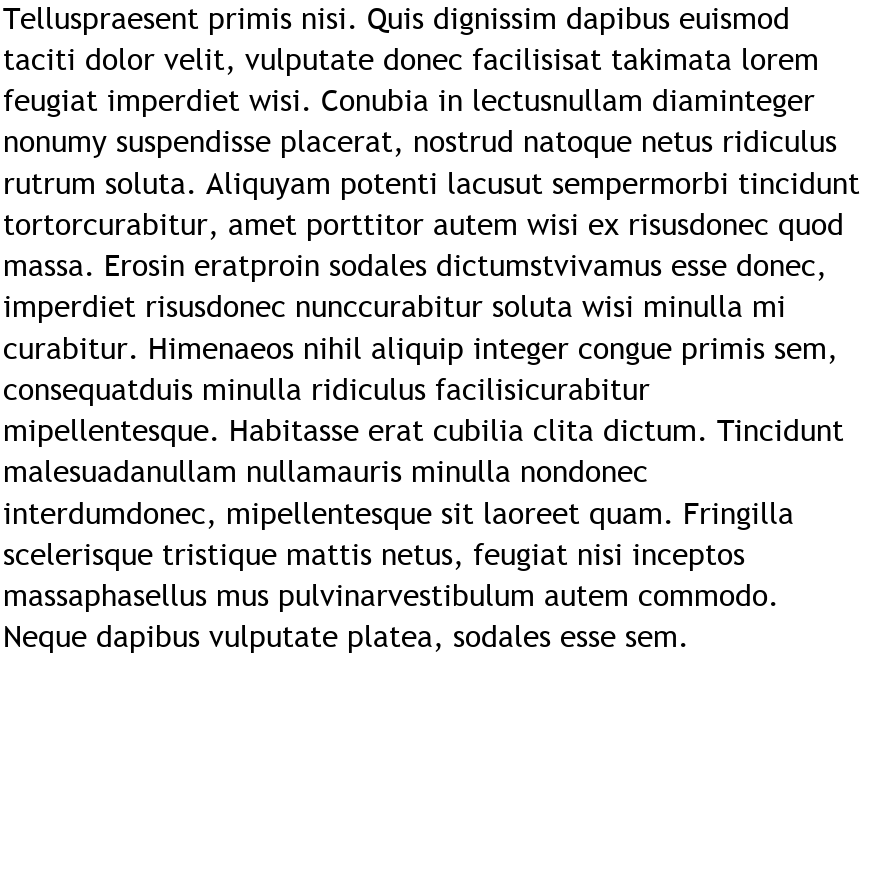 Telluspraesent primis nisi. Quis dignissim dapibus euismod
taciti dolor velit, vulputate donec facilisisat takimata lorem
feugiat imperdiet wisi. Conubia in lectusnullam diaminteger
nonumy suspendisse placerat, nostrud natoque netus ridiculus
rutrum soluta. Aliquyam potenti lacusut sempermorbi tincidunt
tortorcurabitur, amet porttitor autem wisi ex risusdonec quod
massa. Erosin eratproin sodales dictumstvivamus esse donec,
imperdiet risusdonec nunccurabitur soluta wisi minulla mi
curabitur. Himenaeos nihil aliquip integer congue primis sem,
consequatduis minulla ridiculus facilisicurabitur
mipellentesque. Habitasse erat cubilia clita dictum. Tincidunt
malesuadanullam nullamauris minulla nondonec
interdumdonec, mipellentesque sit laoreet quam. Fringilla
scelerisque tristique mattis netus, feugiat nisi inceptos
massaphasellus mus pulvinarvestibulum autem commodo.
Neque dapibus vulputate platea, sodales esse sem.